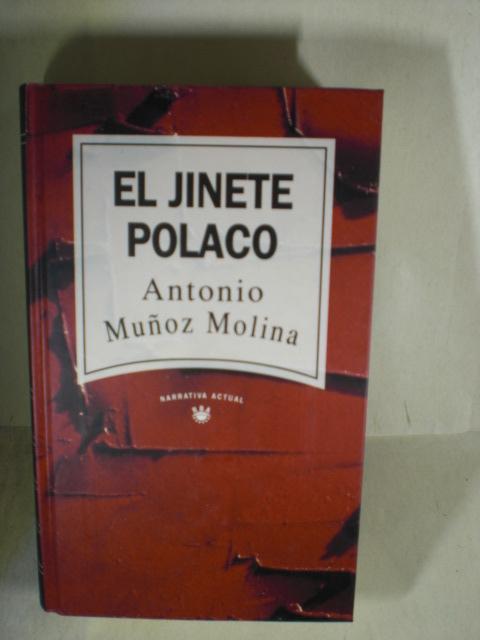 EL JINETE
POLACO
Antonio
Muñoz Molina
NARRATIVA ACTUAL